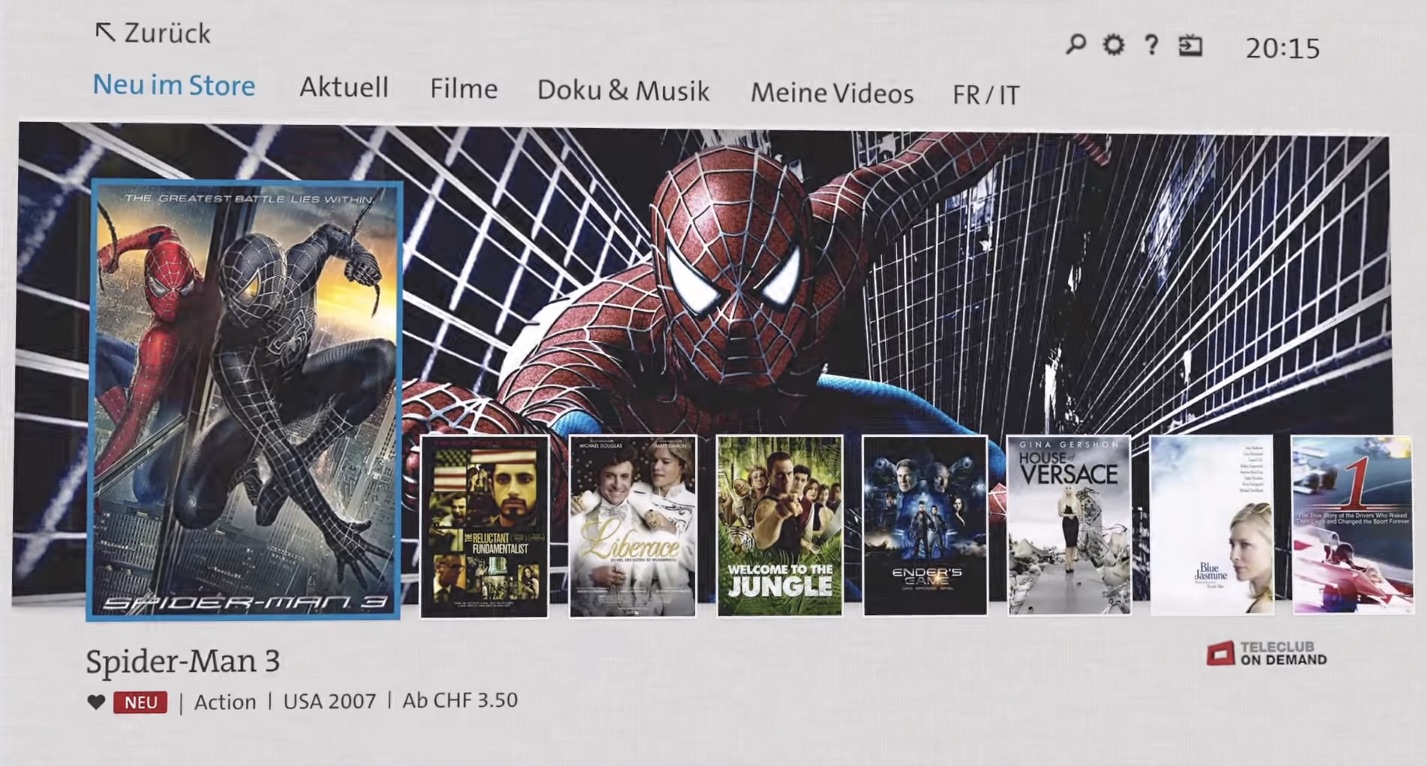 Zurück
20:15
Neu im Store Aktuell Filme Doku & Musik Meine Videos FR / IT
THE GREATEST BATTLE LIES WITHIN.
SPIDER-MAN 3
THE RELUCTANT
FUNDAMENTALIST
MICHAEL DOUGLAS MATT DAMON
Liberace
WELCOME TO THE
JUNGLE
ENDER'S
GAME
GINA GERSHON
HOUSE of
VERSACE
Blue
Jasmine
1
The True Story of the Drivers Who Risked
Their Lives and Changed the Sport Forever
Spider-Man 3
TELECLUB
ON DEMAND
NEU | Action | USA 2007 | Ab CHF 3.50